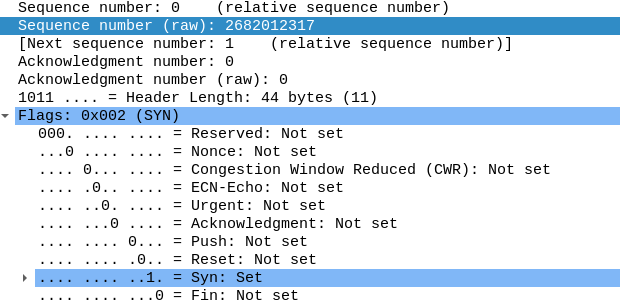 Sequence number: 0    (relative sequence number)
Sequence number (raw): 2682012317
[Next sequence number: 1    (relative sequence number)]
Acknowledgment number: 0
Acknowledgment number (raw): 0
1011 .... = Header Length: 44 bytes (11)
Flags: 0x002 (SYN)
000. .... .... = Reserved: Not set
...0 .... .... = Nonce: Not set
.... 0... .... = Congestion Window Reduced (CWR): Not set
.... .0.. .... = ECN-Echo: Not set
.... ..0. .... = Urgent: Not set
.... ...0 .... = Acknowledgment: Not set
.... .... 0... = Push: Not set
.... .... .0.. = Reset: Not set
.... .... ..1. = Syn: Set
.... .... ...0 = Fin: Not set